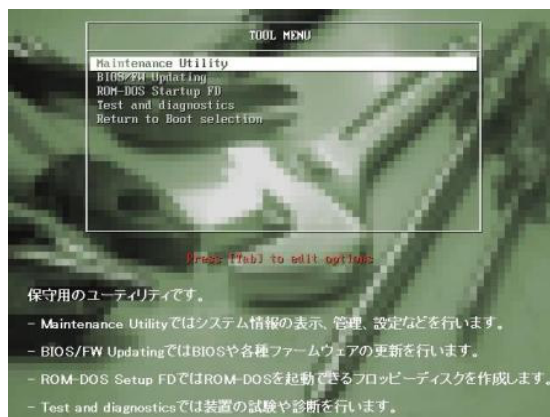 TOOL MENU
Maintenance Utility
BIOS/FW Updating
ROM-DOS Startup FD
Test and diagnostics
Return to Boot selection
Press [Tab] to edit options
保守用のユーティリティです。
- Maintenance Utilityではシステム情報の表示、管理、設定などを行います。
- BIOS/FW UpdatingではBIOSや各種ファームウェアの更新を行います。
- ROM-DOS Setup FDではROM-DOSを起動できるフロッピーディスクを作成します。
- Test and diagnosticsでは装置の試験や診断を行います。